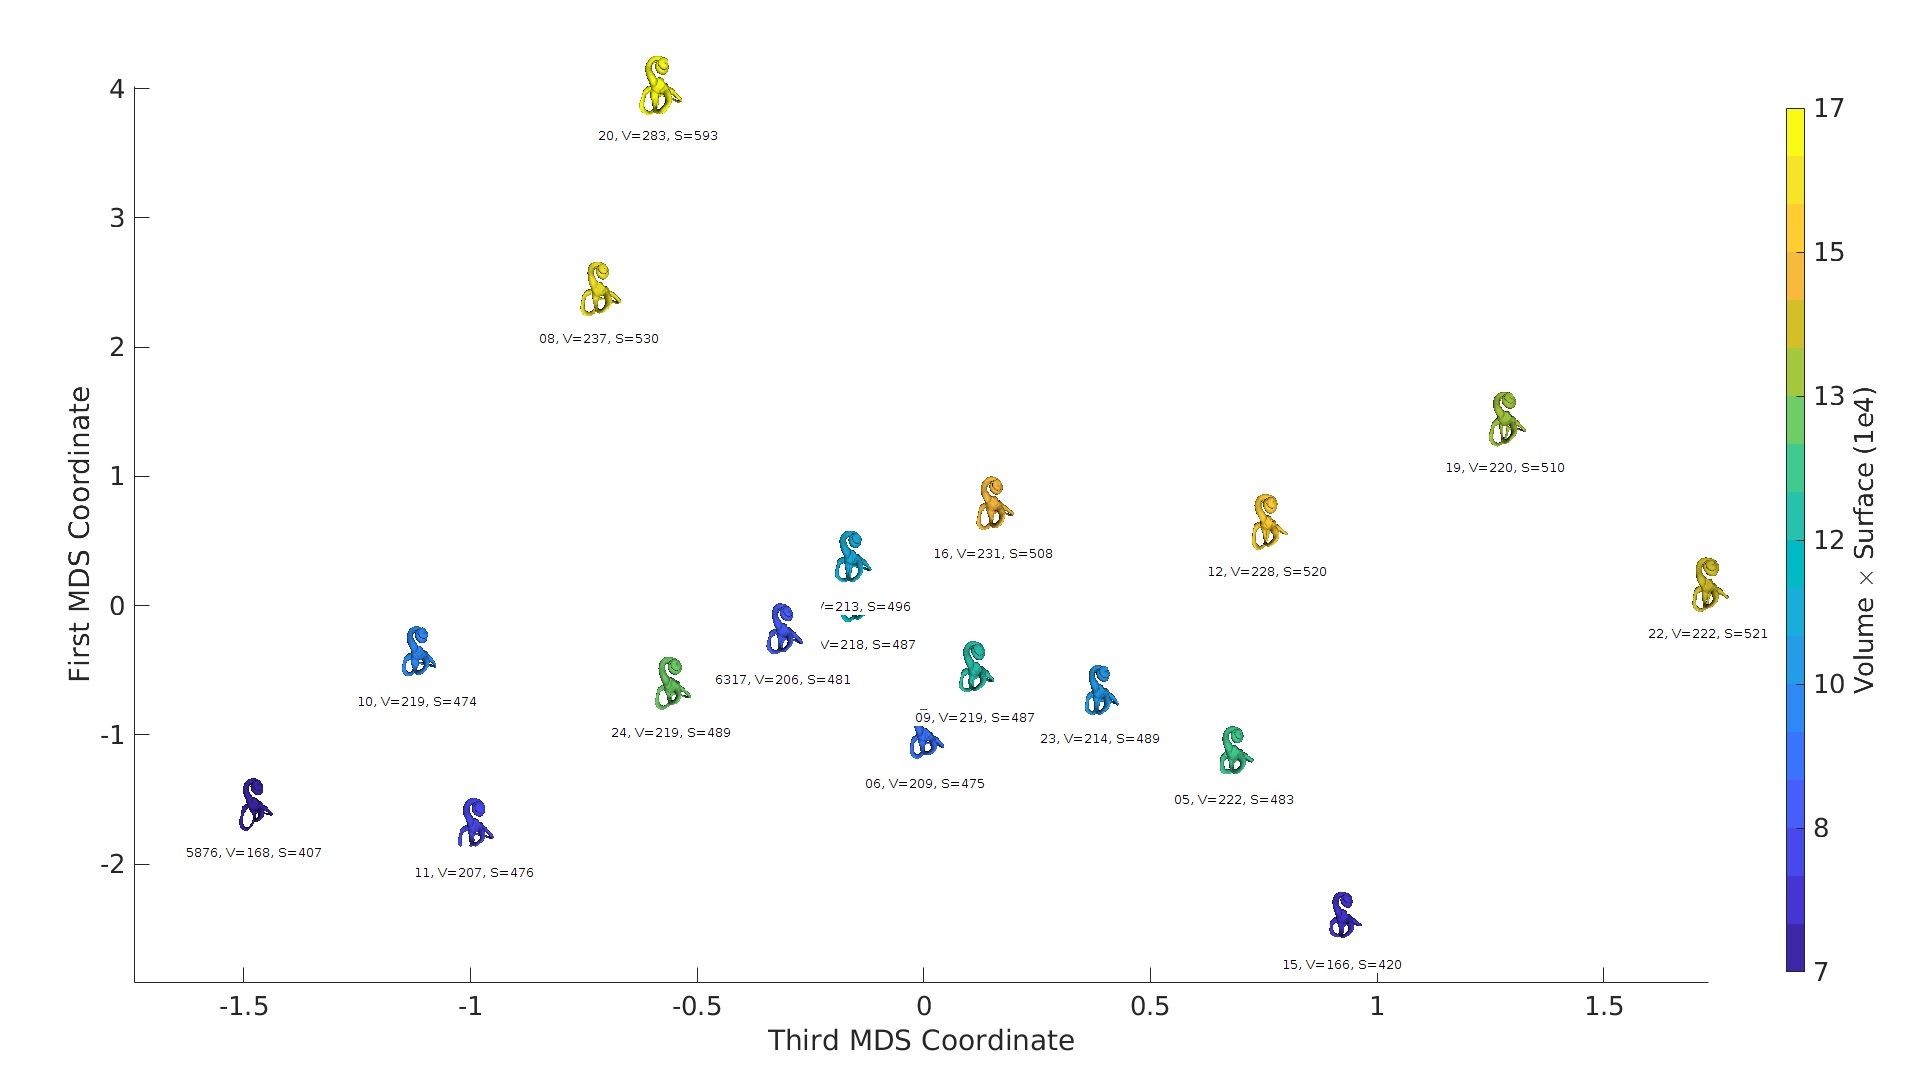 4
3
2
1
0
-1
-2
First MDS Coordinate
20, V=283, S=593
08, V=237, S=530
19, V=220, S=510
16, V=231, S=508
12, V=228, S=520
=213, S=496
22, V=222, S=521
V=218, S=487
6317, V=206, S=481
10, V=219, S=474
09, V=219, S=487
24, V=219, S=489
23, V=214, S=489
06, V=209, S=475
05, V=222, S=483
5876, V=168, S=407
11, V=207, S=476
15, V=166, S=420
-1.5 -1 -0.5 0 0.5 1 1.5
Third MDS Coordinate
17
15
13
12
10
8
7
Volume × Surface (1e4)